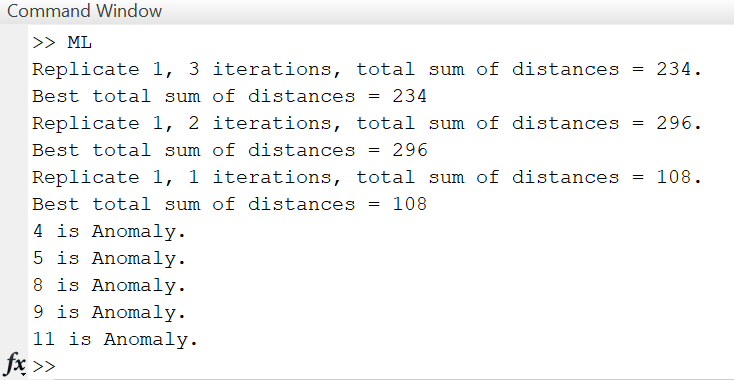 Command Window
>> ML
Replicate 1, 3 iterations, total sum of distances = 234.
Best total sum of distances = 234
Replicate 1, 2 iterations, total sum of distances = 296.
Best total sum of distances = 296
Replicate 1, 1 iterations, total sum of distances = 108.
Best total sum of distances = 108
4 is Anomaly.
5 is Anomaly.
8 is Anomaly.
9 is Anomaly.
11 is Anomaly.
fx >>